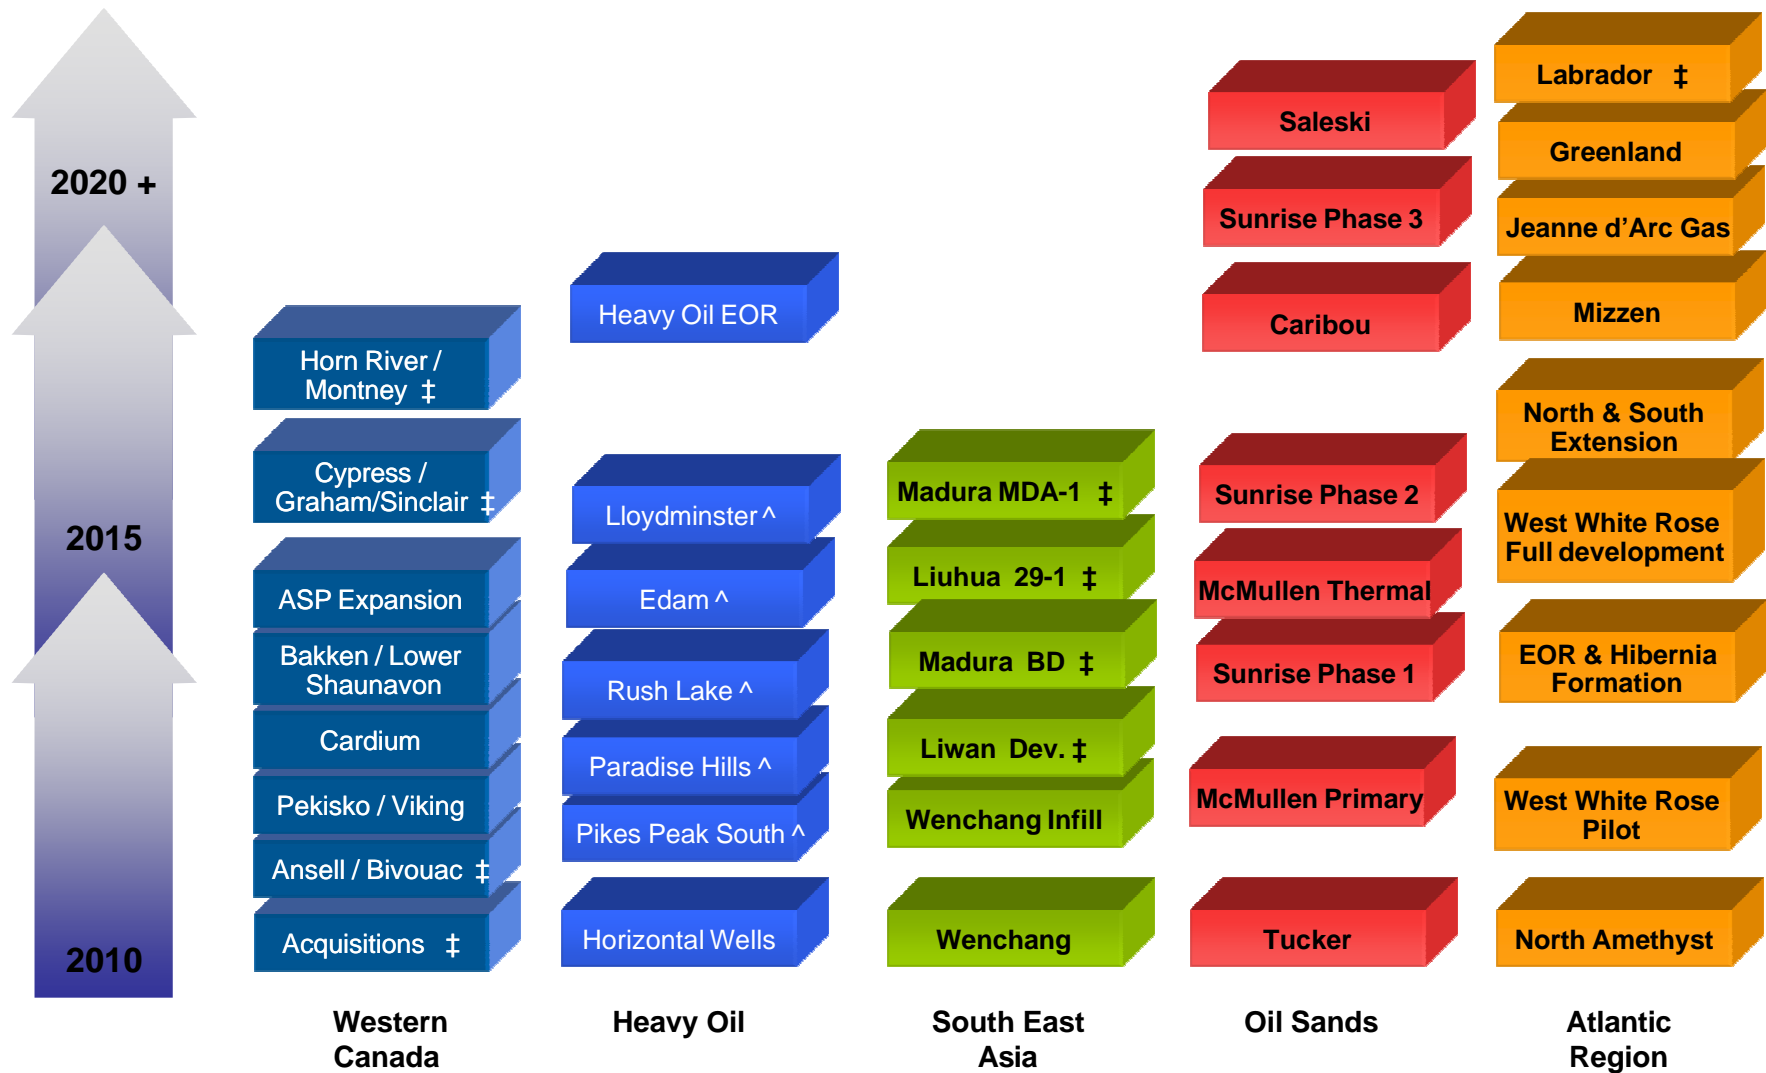 2020 +
2015
2010
Horn River /
Montney ‡
Cypress /
Graham/Sinclair ‡
ASP Expansion
Bakken / Lower
Shaunavon
Cardium
Pekisko / Viking
Ansell / Bivouac ‡
Acquisitions ‡
Western
Canada
Heavy Oil EOR
Lloydminster ^
Edam ^
Rush Lake ^
Paradise Hills ^
Pikes Peak South ^
Horizontal Wells
Heavy Oil
Madura MDA-1 ‡
Liuhua 29-1 ‡
Madura BD ‡
Liwan Dev. ‡
Wenchang Infill
Wenchang
South East
Asia
Saleski
Sunrise Phase 3
Caribou
Sunrise Phase 2
McMullen Thermal
Sunrise Phase 1
McMullen Primary
Tucker
Oil Sands
Labrador ‡
Greenland
Jeanne d’Arc Gas
Mizzen
North & South
Extension
West White Rose
Full development
EOR & Hibernia
Formation
West White Rose
Pilot
North Amethyst
Atlantic
Region